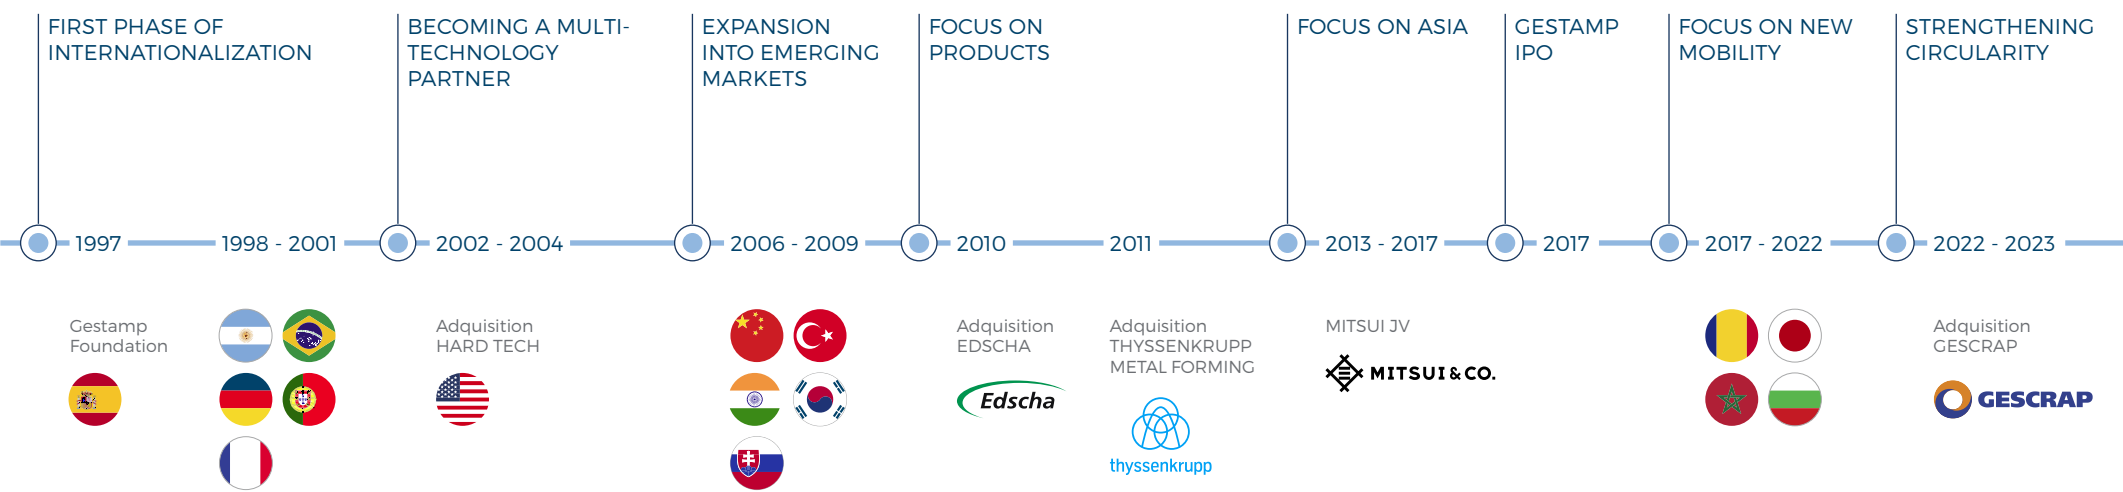 FIRST PHASE OF
INTERNATIONALIZATION
BECOMING A MULTI-
TECHNOLOGY
PARTNER
EXPANSION
INTO EMERGING
MARKETS
FOCUS ON
PRODUCTS
FOCUS ON ASIA
GESTAMP
IPO
FOCUS ON NEW
MOBILITY
STRENGTHENING
CIRCULARITY
1997
1998 - 2001
2002 - 2004
2006 - 2009
2010
2011
2013 - 2017
2017
2017 - 2022
2022 - 2023
Gestamp
Foundation
Adquisition
HARD TECH
Adquisition
EDSCHA
Edscha
Adquisition
THYSSENKRUPP
METAL FORMING
thyssenkrupp
MITSUI JV
MITSUI & CO.
Adquisition
GESCRAP
GESCRAP